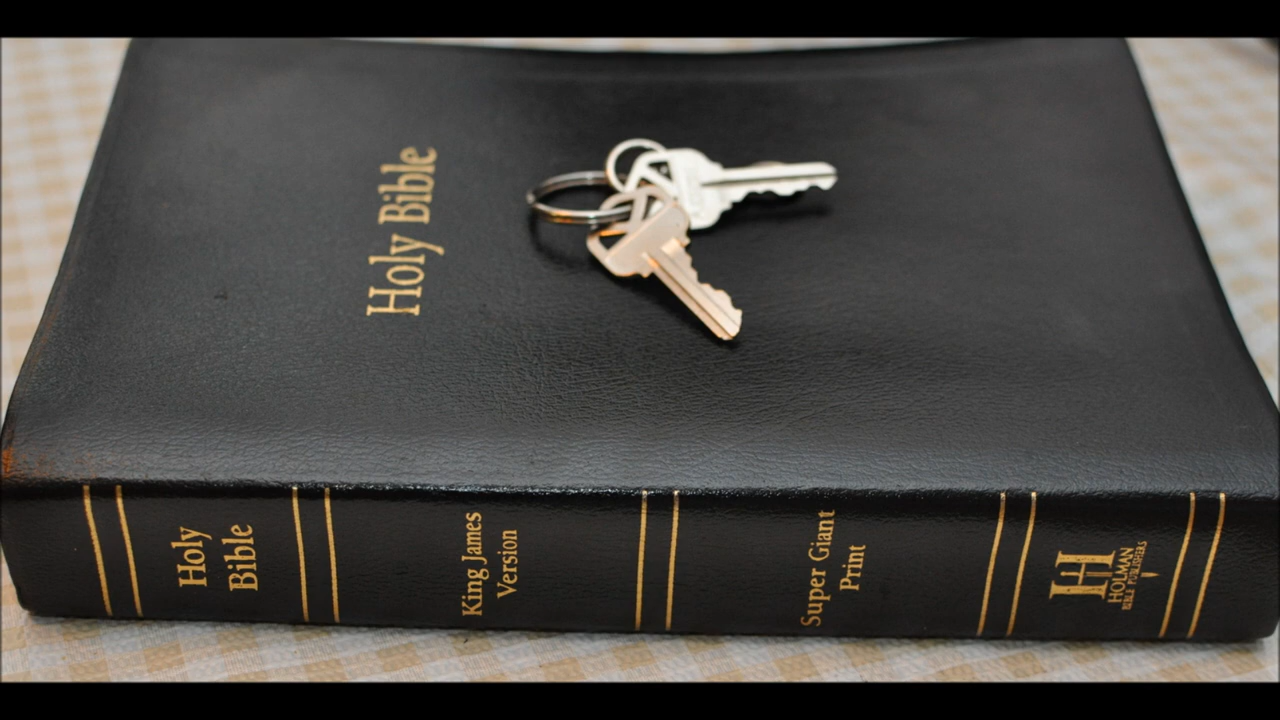 Holy Bible
Holy
Bible
King James
Version
Super Giant
Print
HOLMAN
BIBLE PUBLISHERS